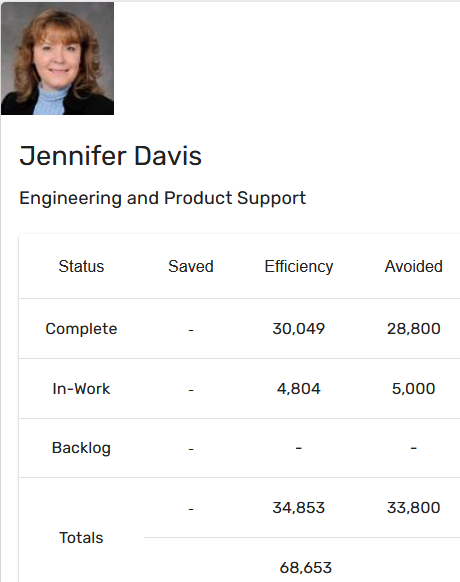 Jennifer Davis
Engineering and Product Support
Status Saved Efficiency Avoided
Complete - 30,049 28,800
In-Work - 4,804 5,000
Backlog - - -
- 34,853 33,800
Totals
68,653